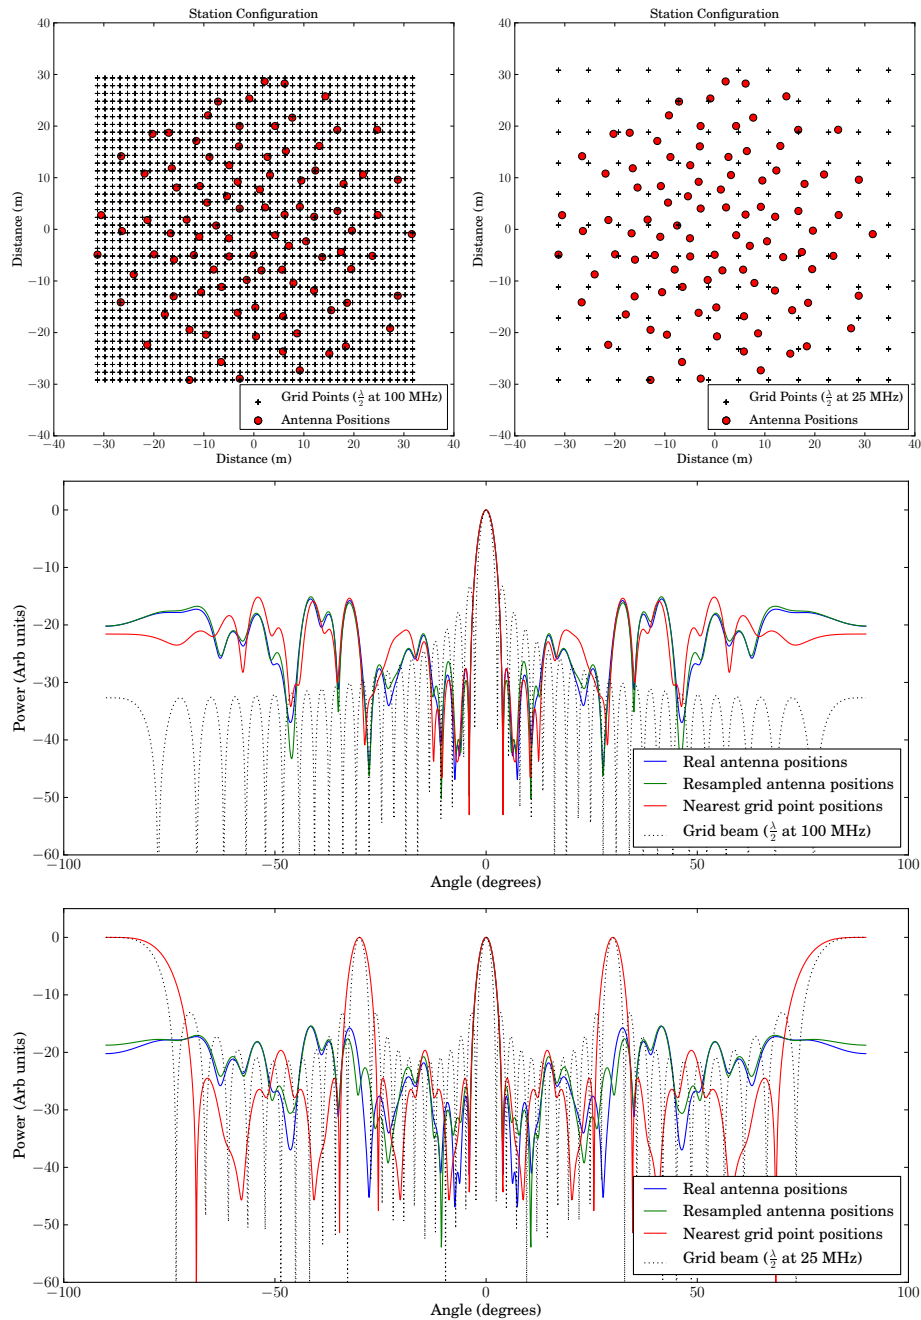 Station Configuration
40
30
20
10
0
−10
−20
−30
−40
Distance (m)
−40 −30 −20 −10 0 10 20 30 40
Distance (m)
Grid Points (λ/2 at 100 MHz)
Antenna Positions
Station Configuration
40
30
20
10
0
−10
−20
−30
−40
Distance (m)
−40 −30 −20 −10 0 10 20 30 40
Distance (m)
Grid Points (λ/2 at 25 MHz)
Antenna Positions
0
−10
−20
−30
−40
−50
−60
Power (Arb units)
−100 −50 0 50 100
Angle (degrees)
Real antenna positions
Resampled antenna positions
Nearest grid point positions
Grid beam (λ/2 at 100 MHz)
0
−10
−20
−30
−40
−50
−60
Power (Arb units)
−100 −50 0 50 100
Angle (degrees)
Real antenna positions
Resampled antenna positions
Nearest grid point positions
Grid beam (λ/2 at 25 MHz)